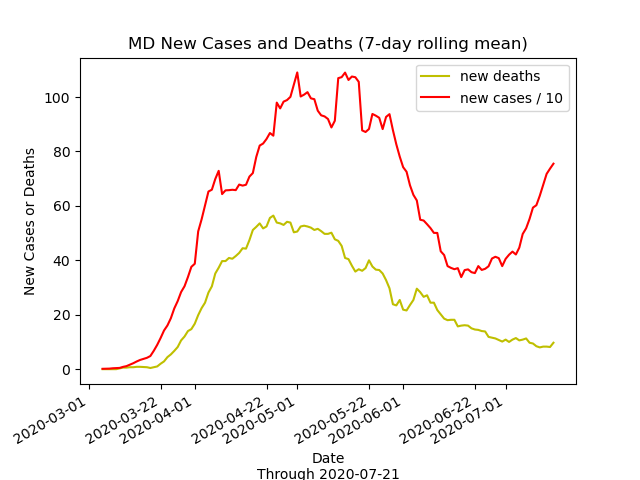 MD New Cases and Deaths (7-day rolling mean)
new deaths
new cases / 10
New Cases or Deaths
100
80
60
40
20
0
2020-03-01
2020-03-22
2020-04-01
2020-04-22
2020-05-01
2020-05-22
2020-06-01
2020-06-22
2020-07-01
Date
Through 2020-07-21